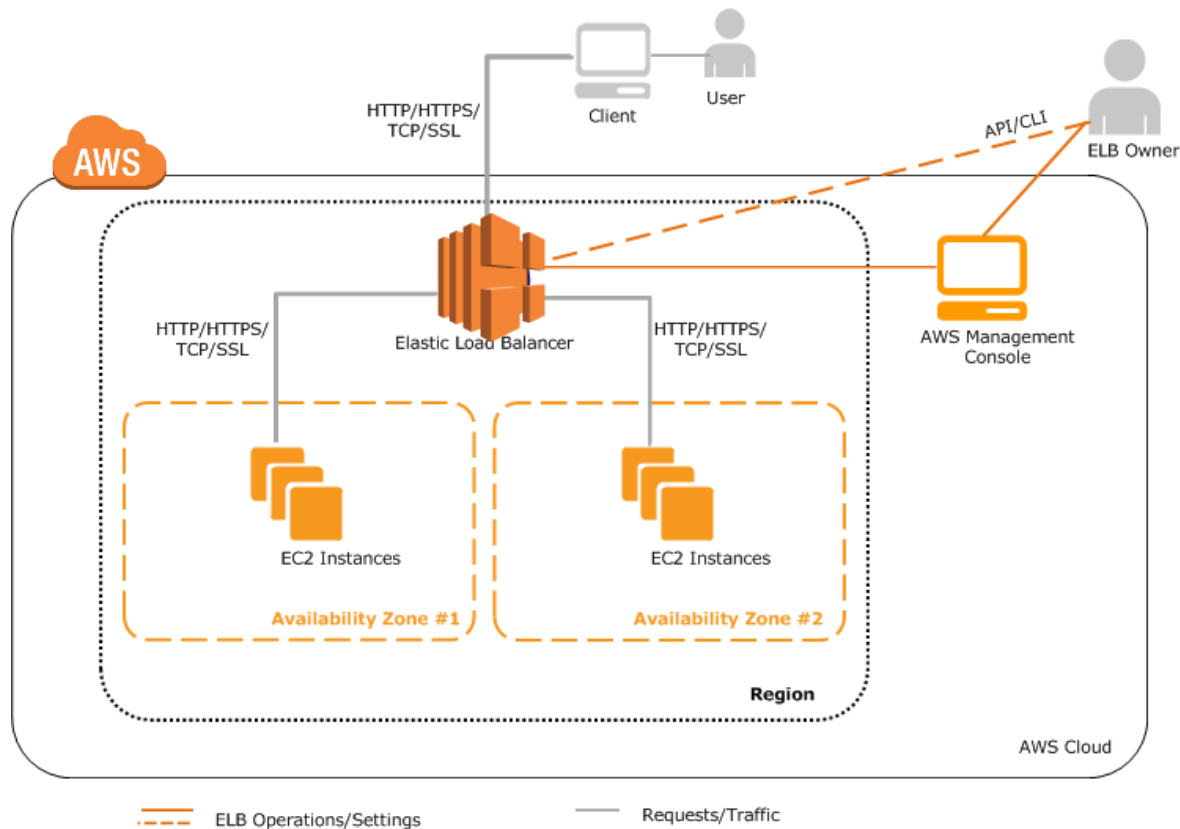 User
Client
HTTP/HTTPS/
TCP/SSL
API/CLI
ELB Owner
AWS
Elastic Load Balancer
HTTP/HTTPS/
TCP/SSL
HTTP/HTTPS/
TCP/SSL
AWS Management
Console
EC2 Instances
EC2 Instances
Availability Zone #1
Availability Zone #2
Region
AWS Cloud
ELB Operations/Settings
Requests/Traffic